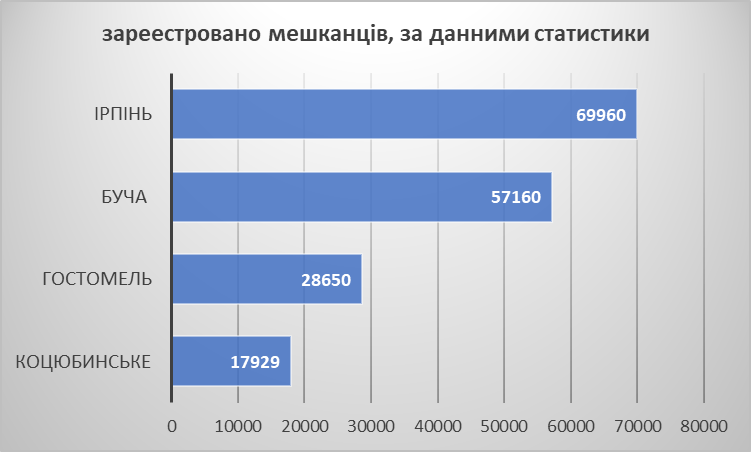 зареестровано мешканців, за данними статистики
ІРПІНЬ
69960
БУЧА
57160
ГОСТОМЕЛЬ
28650
КОЦЮБИНСЬКЕ
17929
0 10000 20000 30000 40000 50000 60000 70000 80000